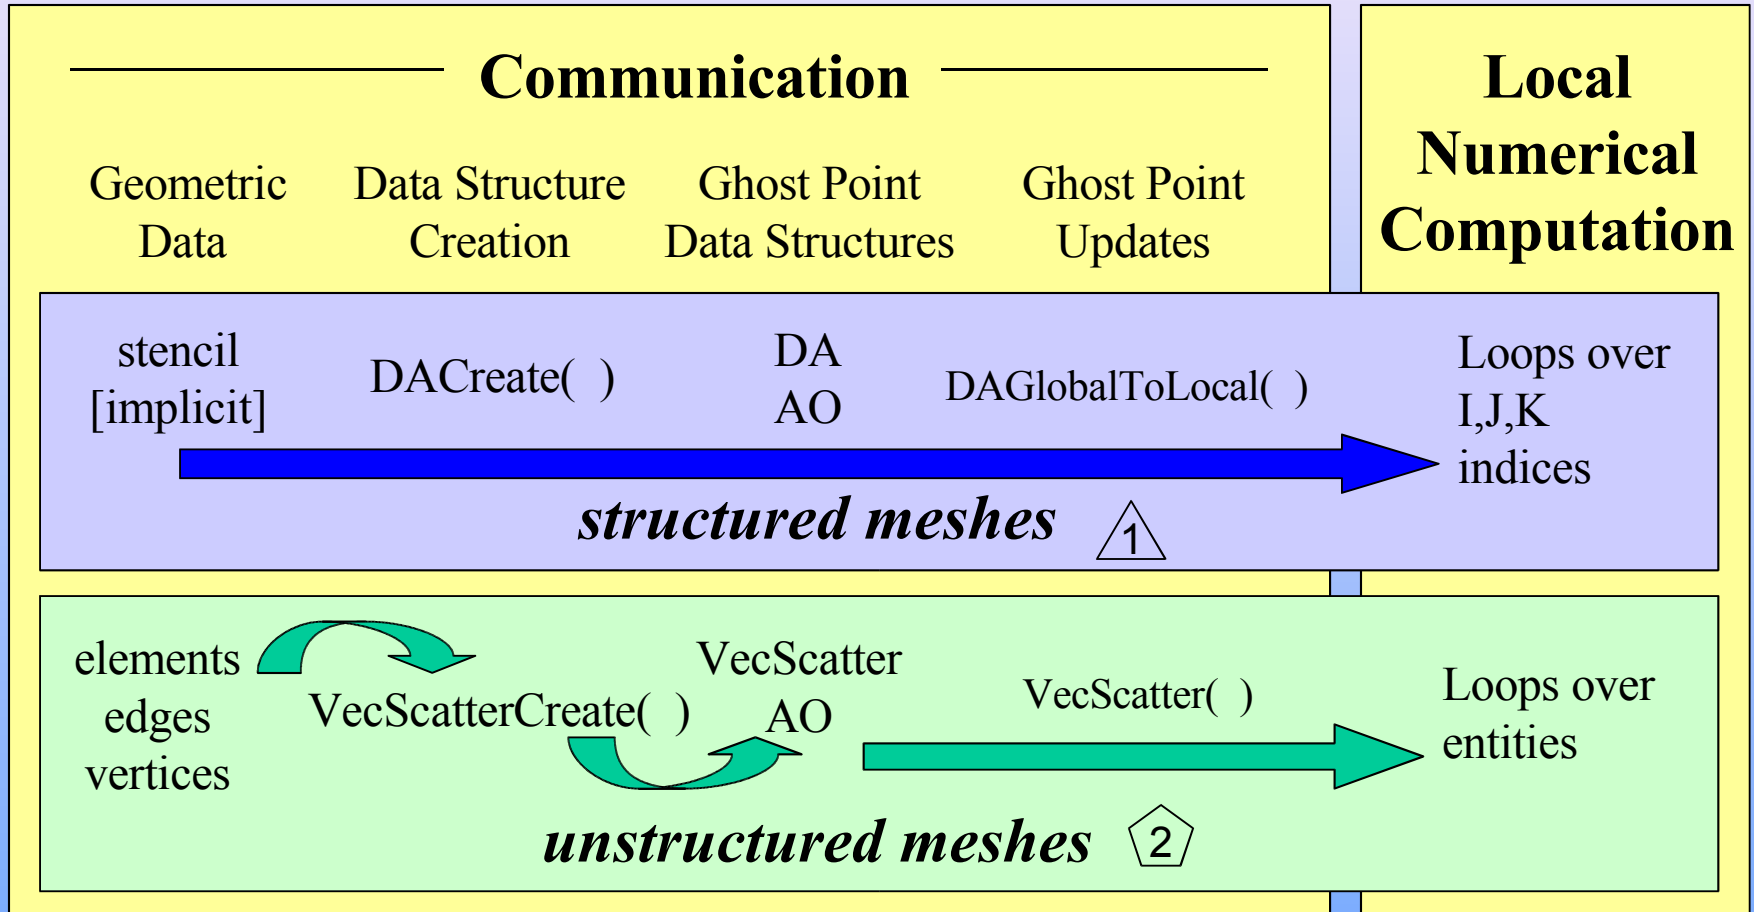 Communication
Local
Numerical
Computation
Geometric
Data
Data Structure
Creation
Ghost Point
Data Structures
Ghost Point
Updates
stencil
[implicit]
DACreate( )
DA
AO
DAGlobalToLocal( )
Loops over
I,J,K
indices
structured meshes 1
elements
edges
vertices
VecScatterCreate( )
VecScatter
AO
VecScatter( )
Loops over
entities
unstructured meshes 2